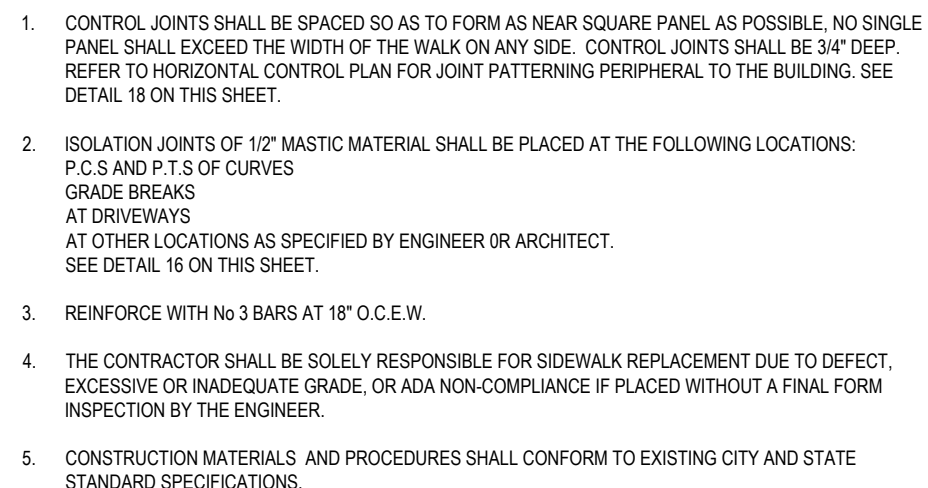 1. CONTROL JOINTS SHALL BE SPACED SO AS TO FORM AS NEAR SQUARE PANEL AS POSSIBLE, NO SINGLE
PANEL SHALL EXCEED THE WIDTH OF THE WALK ON ANY SIDE. CONTROL JOINTS SHALL BE 3/4" DEEP.
REFER TO HORIZONTAL CONTROL PLAN FOR JOINT PATTERNING PERIPHERAL TO THE BUILDING. SEE
DETAIL 18 ON THIS SHEET.
2. ISOLATION JOINTS OF 1/2" MASTIC MATERIAL SHALL BE PLACED AT THE FOLLOWING LOCATIONS:
P.C.S AND P.T.S OF CURVES
GRADE BREAKS
AT DRIVEWAYS
AT OTHER LOCATIONS AS SPECIFIED BY ENGINEER 0R ARCHITECT.
SEE DETAIL 16 ON THIS SHEET.
3. REINFORCE WITH No 3 BARS AT 18" O.C.E.W.
4. THE CONTRACTOR SHALL BE SOLELY RESPONSIBLE FOR SIDEWALK REPLACEMENT DUE TO DEFECT,
EXCESSIVE OR INADEQUATE GRADE, OR ADA NON-COMPLIANCE IF PLACED WITHOUT A FINAL FORM
INSPECTION BY THE ENGINEER.
5. CONSTRUCTION MATERIALS AND PROCEDURES SHALL CONFORM TO EXISTING CITY AND STATE
STANDARD SPECIFICATIONS.